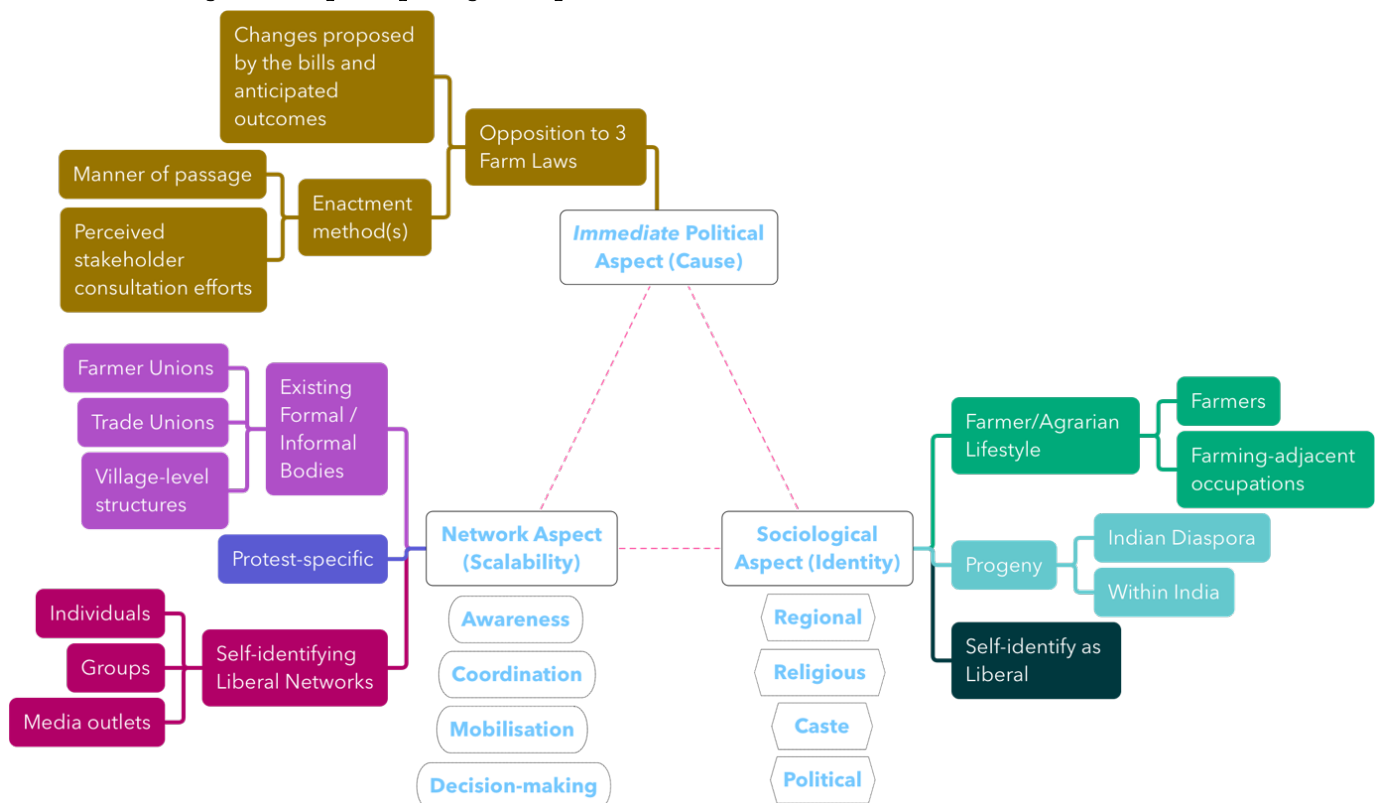 Changes proposed
by the bills and
anticipated
outcomes
Opposition to 3
Farm Laws
Manner of passage
Enactment
method(s)
Perceived
stakeholder
consultation efforts
Immediate Political
Aspect (Cause)
Farmer Unions
Trade Unions
Village-level
structures
Existing
Formal /
Informal
Bodies
Protest-specific
Individuals
Groups
Media outlets
Self-identifying
Liberal Networks
Network Aspect
(Scalability)
Awareness
Coordination
Mobilisation
Decision-making
Sociological
Aspect (Identity)
Regional
Religious
Caste
Political
Farmer/Agrarian
Lifestyle
Farmers
Farming-adjacent
occupations
Progeny
Indian Diaspora
Within India
Self-identify as
Liberal